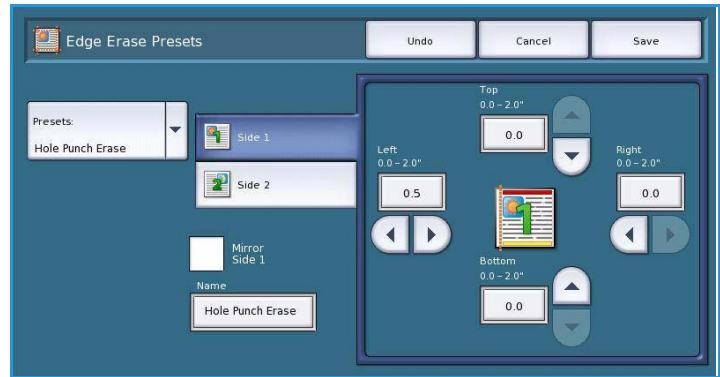 Edge Erase Presets
Undo
Cancel
Save
Presets:
Hole Punch Erase
Side 1
Side 2
Mirror
Side 1
Name
Hole Punch Erase
Top
0.0 – 2.0"
0.0
Left
0.0 – 2.0"
0.5
Right
0.0 – 2.0"
0.0
1
Bottom
0.0 – 2.0"
0.0